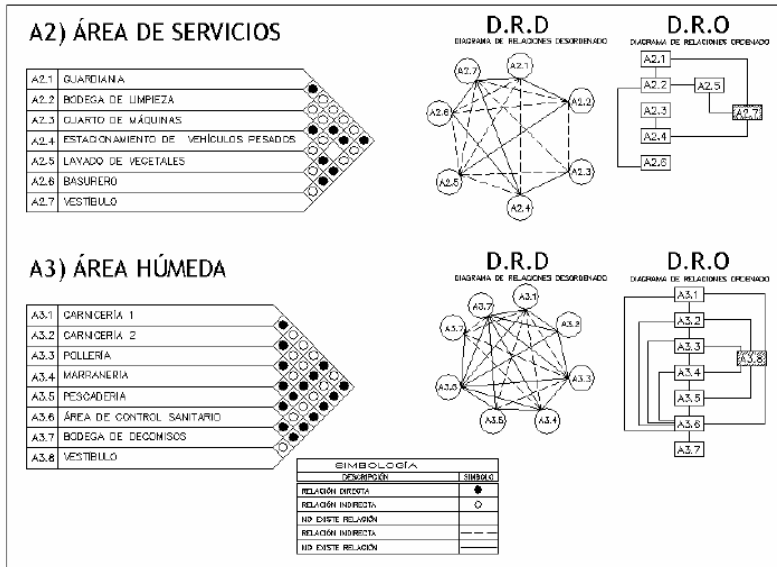 A2) ÁREA DE SERVICIOS
A2.1 GUARDIANIA
A2.2 BODEGA DE LIMPIEZA
A2.3 CUARTO DE MÁQUINAS
A2.4 ESTACIONAMIENTO DE VEHÍCULOS PESADOS
A2.5 LAVADO DE VEGETALES
A2.6 BASURERO
A2.7 VESTÍBULO
D.R.D
DIAGRAMA DE RELACIONES DESORDENADO
A2.7
A2.1
A2.2
A2.6
A2.5
A2.3
A2.4
D.R.O
DIAGRAMA DE RELACIONES ORDENADO
A2.1
A2.2
A2.5
A2.3
A2.7
A2.4
A2.6
A3) ÁREA HÚMEDA
A3.1 CARNICERÍA 1
A3.2 CARNICERÍA 2
A3.3 POLLERÍA
A3.4 MARRANERIA
A3.5 PESCADERIA
A3.6 ÁREA DE CONTROL SANITARIO
A3.7 BODEGA DE DECOMISOS
A3.8 VESTÍBULO
D.R.D
DIAGRAMA DE RELACIONES DESORDENADO
A3.7
A3.1
A3.7
A3.2
A3.6
A3.3
A3.5
A3.4
D.R.O
DIAGRAMA DE RELACIONES ORDENADO
A3.1
A3.2
A3.3
A3.8
A3.4
A3.5
A3.6
A3.7
SIMBOLOGÍA
DESCRIPCIÓN SIMBOLO
RELACIÓN DIRECTA
RELACIÓN INDIRECTA
NO EXISTE RELACIÓN
RELACIÓN INDIRECTA
NO EXISTE RELACIÓN